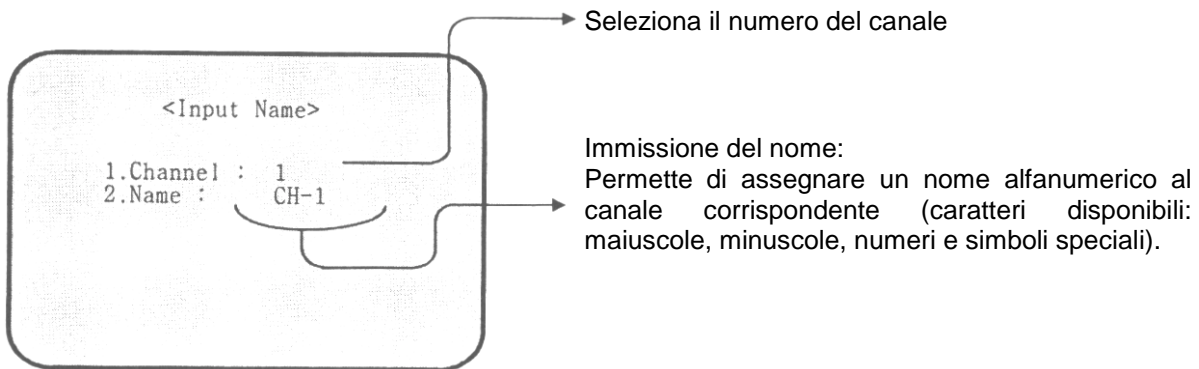 Seleziona il numero del canale
<Input Name>
1.Channel : 1
2.Name : CH-1
Immissione del nome:
Permette di assegnare un nome alfanumerico al
canale corrispondente (caratteri disponibili:
maiuscole, minuscole, numeri e simboli speciali).